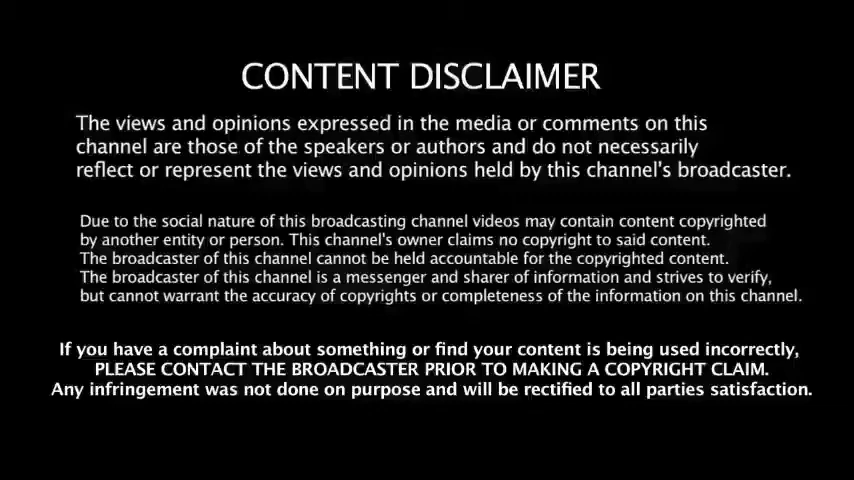 CONTENT DISCLAIMER
The views and opinions expressed in the media or comments on this
channel are those of the speakers or authors and do not necessarily
reflect or represent the views and opinions held by this channel's broadcaster.
Due to the social nature of this broadcasting channel videos may contain content copyrighted
by another entity or person. This channel's owner claims no copyright to said content.
The broadcaster of this channel cannot be held accountable for the copyrighted content.
The broadcaster of this channel is a messenger and sharer of information and strives to verify,
but cannot warrant the accuracy of copyrights or completeness of the information on this channel.
If you have a complaint about something or find your content is being used incorrectly,
PLEASE CONTACT THE BROADCASTER PRIOR TO MAKING A COPYRIGHT CLAIM.
Any infringement was not done on purpose and will be rectified to all parties satisfaction.